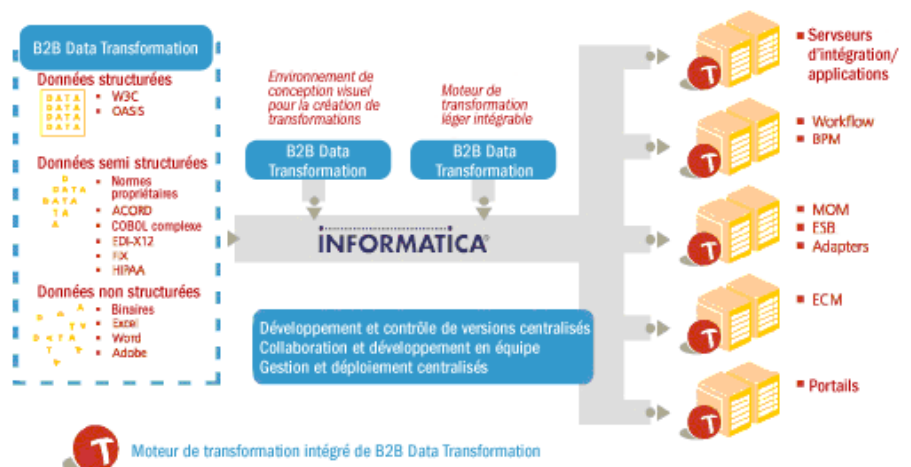 B2B Data Transformation
Données structurées
DATA
DATA
DATA
DATA
W3C
OASIS
Données semi structurées
D
DATA
DATA
T A
A
Normes
propriétaires
ACORD
COBOL complexe
EDI-X12
FIX
HIPAA
Données non structurées
Binaires
Excel
Word
Adobe
Environnement de
conception visuel
pour la création de
transformations
B2B Data
Transformation
Moteur de
transformation
léger intégrable
B2B Data
Transformation
INFORMATICA®
Développement et contrôle de versions centralisés
Collaboration et développement en équipe
Gestion et déploiement centralisés
T
Servseurs
d'intégration/
applications
T
Workflow
BPM
T
MOM
ESB
Adapters
T
ECM
T
Portails
T
Moteur de transformation intégré de B2B Data Transformation